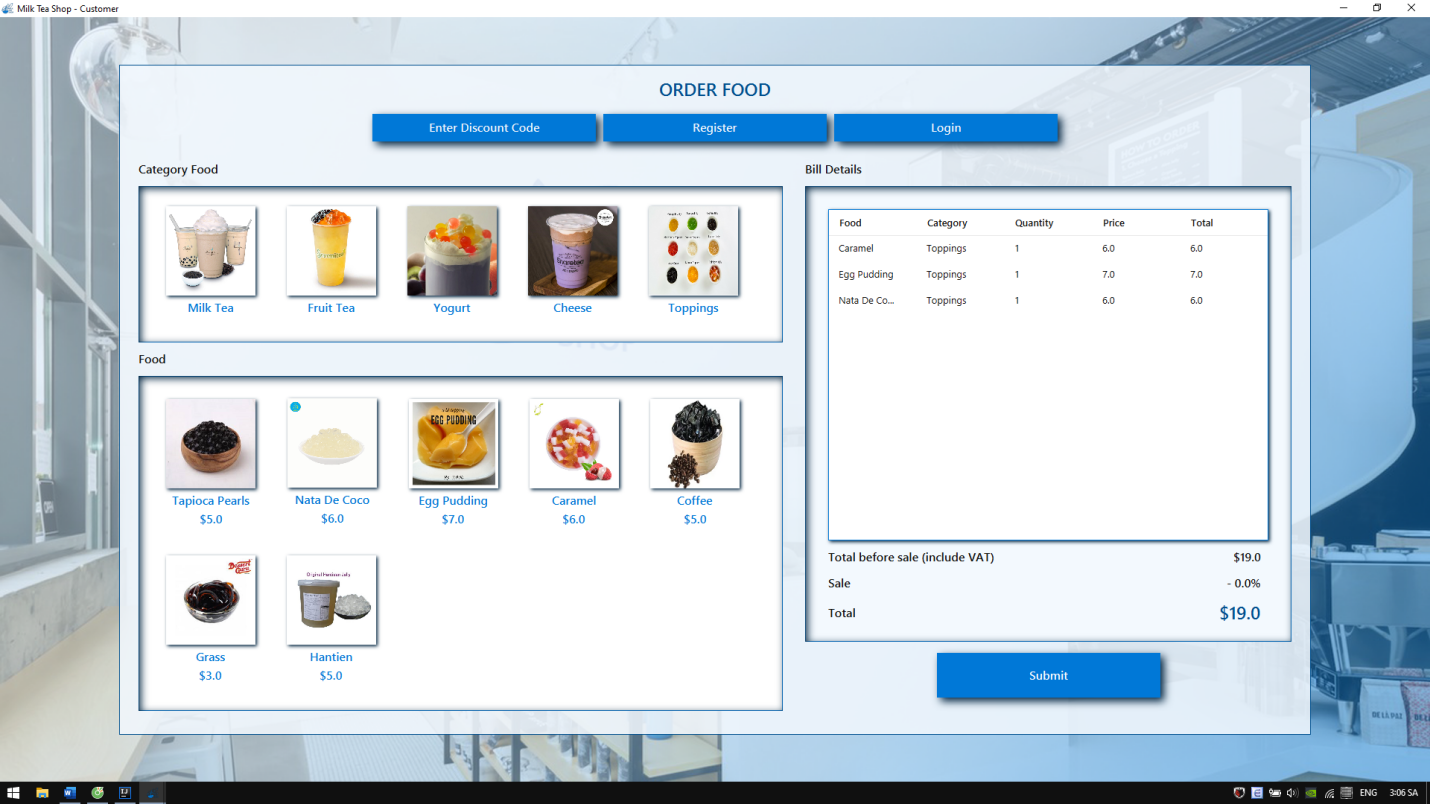 Milk Tea Shop - Customer
ORDER FOOD
Enter Discount Code
Register
Login
Category Food
Milk Tea
Fruit Tea
Yogurt
Cheese
Toppings
Food
EGG PUDDING
Tapioca Pearls
$5.0
Nata De Coco
$6.0
Egg Pudding
$7.0
Caramel
$6.0
Coffee
$5.0
Grass
$3.0
Hantien
$5.0
Bill Details
Food Category Quantity Price Total
Caramel Toppings 1 6.0 6.0
Egg Pudding Toppings 1 7.0 7.0
Nata De Co... Toppings 1 6.0 6.0
Total before sale (include VAT) $19.0
Sale - 0.0%
Total $19.0
Submit
DE LA PAZ
ENG 3:06 SA